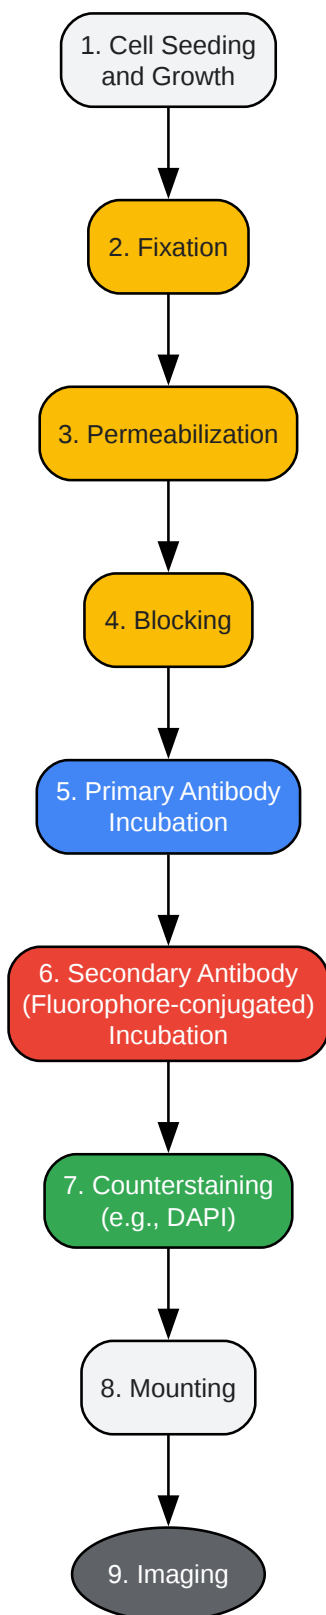 1. Cell Seeding
and Growth
2. Fixation
3. Permeabilization
4. Blocking
5. Primary Antibody
Incubation
6. Secondary Antibody
(Fluorophore-conjugated)
Incubation
7. Counterstaining
(e.g., DAPI)
8. Mounting
9. Imaging